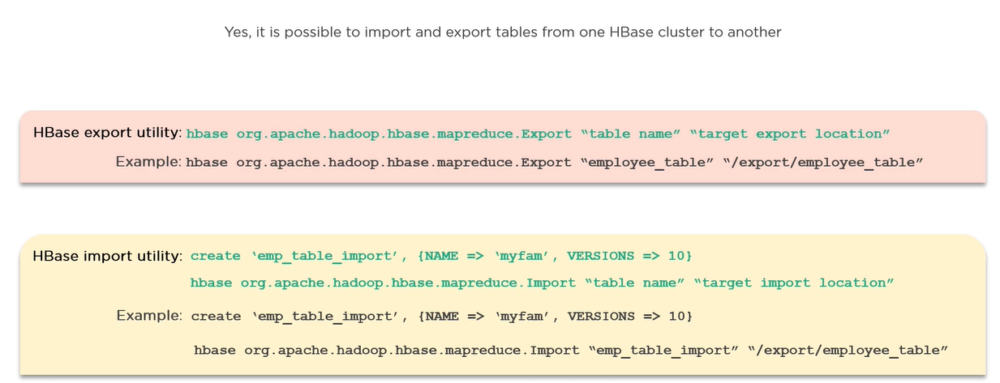 Yes, it is possible to import and export tables from one HBase cluster to another
HBase export utility: hbase org.apache.hadoop.hbase.mapreduce.Export “table name” “target export location”
Example: hbase org.apache.hadoop.hbase.mapreduce.Export “employee_table” “/export/employee_table”
HBase import utility: create ‘emp_table_import’, {NAME => ‘myfam’, VERSIONS => 10}
hbase org.apache.hadoop.hbase.mapreduce.Import “table name” “target import location”
Example: create ‘emp_table_import’, {NAME => ‘myfam’, VERSIONS => 10}
hbase org.apache.hadoop.hbase.mapreduce.Import “emp_table_import” “/export/employee_table”